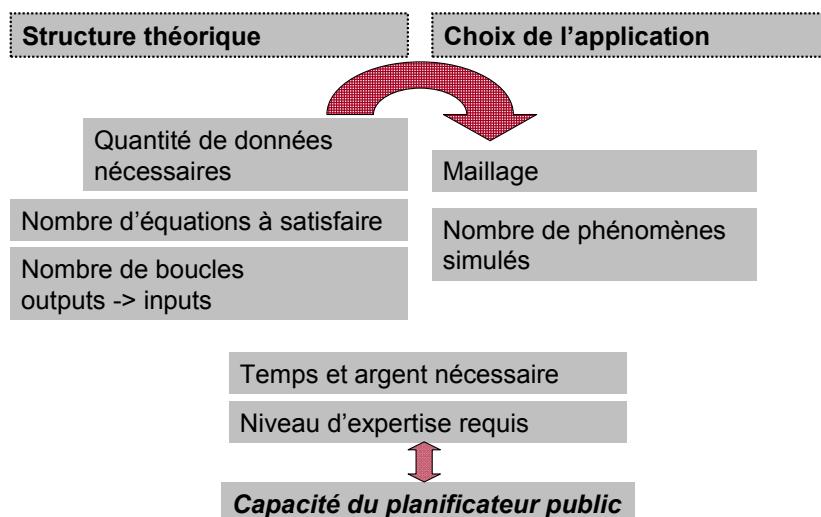 Structure théorique
Choix de l'application
Quantité de données
nécessaires
Nombre d'équations à satisfaire
Nombre de boucles
outputs -> inputs
Maillage
Nombre de phénomènes
simulés
Temps et argent nécessaire
Niveau d'expertise requis
Capacité du planificateur public